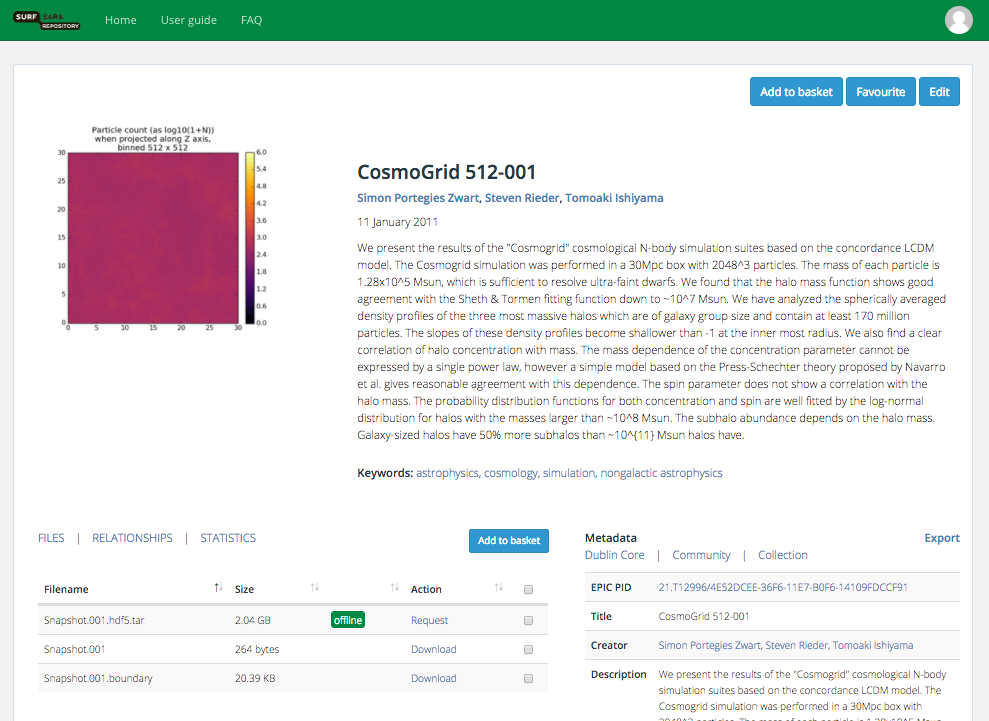 SURF SARA REPOSITORY
Home User guide FAQ
Add to basket Favourite Edit
Particle count (as log10(1+N))
when projected along Z axis,
binned 512 x 512
30
25
20
15
10
5
0
0 5 10 15 20 25 30
6.0
5.4
4.8
4.2
3.6
3.0
2.4
1.8
1.2
0.6
0.0
CosmoGrid 512-001
Simon Portegies Zwart, Steven Rieder, Tomoaki Ishiyama
11 January 2011
We present the results of the "Cosmogrid" cosmological N-body simulation suites based on the concordance LCDM
model. The Cosmogrid simulation was performed in a 30Mpc box with 2048^3 particles. The mass of each particle is
1.28x10^5 Msun, which is sufficient to resolve ultra-faint dwarfs. We found that the halo mass function shows good
agreement with the Sheth & Tormen fitting function down to ~10^7 Msun. We have analyzed the spherically averaged
density profiles of the three most massive halos which are of galaxy group size and contain at least 170 million
particles. The slopes of these density profiles become shallower than -1 at the inner most radius. We also find a clear
correlation of halo concentration with mass. The mass dependence of the concentration parameter cannot be
expressed by a single power law, however a simple model based on the Press-Schechter theory proposed by Navarro
et al. gives reasonable agreement with this dependence. The spin parameter does not show a correlation with the
halo mass. The probability distribution functions for both concentration and spin are well fitted by the log-normal
distribution for halos with the masses larger than ~10^8 Msun. The subhalo abundance depends on the halo mass.
Galaxy-sized halos have 50% more subhalos than ~10^{11} Msun halos have.
Keywords: astrophysics, cosmology, simulation, nongalactic astrophysics
FILES | RELATIONSHIPS | STATISTICS
Add to basket
Filename Size Action
Snapshot.001.hdf5.tar 2.04 GB offline Request
Snapshot.001 264 bytes Download
Snapshot.001.boundary 20.39 KB Download
Metadata Export
Dublin Core | Community | Collection
EPIC PID 21.T12996/4E52DCEE-36F6-11E7-B0F6-14109FDCCF91
Title CosmoGrid 512-001
Creator Simon Portegies Zwart, Steven Rieder, Tomoaki Ishiyama
Description We present the results of the "Cosmogrid" cosmological N-body
simulation suites based on the concordance LCDM model. The
Cosmogrid simulation was performed in a 30Mpc box with